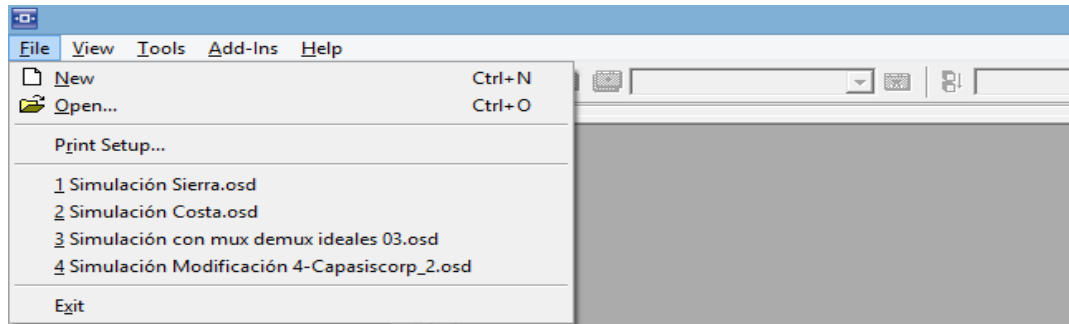 File View Tools Add-Ins Help
New Ctrl+N
Open... Ctrl+O
Print Setup...
1 Simulación Sierra.osd
2 Simulación Costa.osd
3 Simulación con mux demux ideales 03.osd
4 Simulación Modificación 4-Capasiscorp_2.osd
Exit